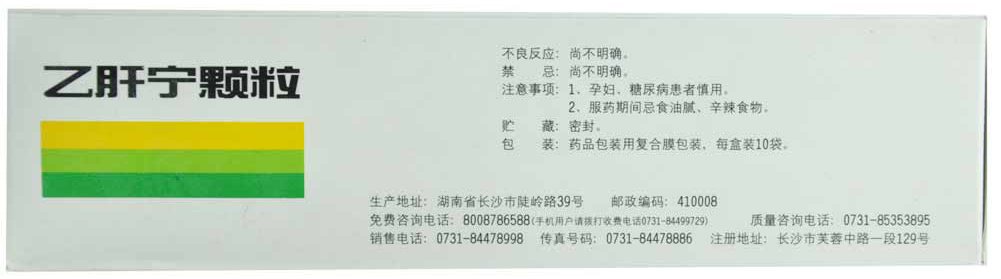 乙肝宁颗粒
不良反应：尚不明确。
禁 忌：尚不明确。
注意事项：1、孕妇、糖尿病患者慎用。
2、服药期间忌食油腻、辛辣食物。
贮 藏：密封。
包 装：药品包装用复合膜包装、每盒装10袋。
生产地址：湖南省长沙市陡岭路39号 邮政编码：410008
免费咨询电话：8008786588(手机用户请拨打收费电话0731-84499729) 质量咨询电话：0731-85353895
销售电话：0731-84478998 传真号码：0731-84478886 注册地址：长沙市芙蓉中路一段129号